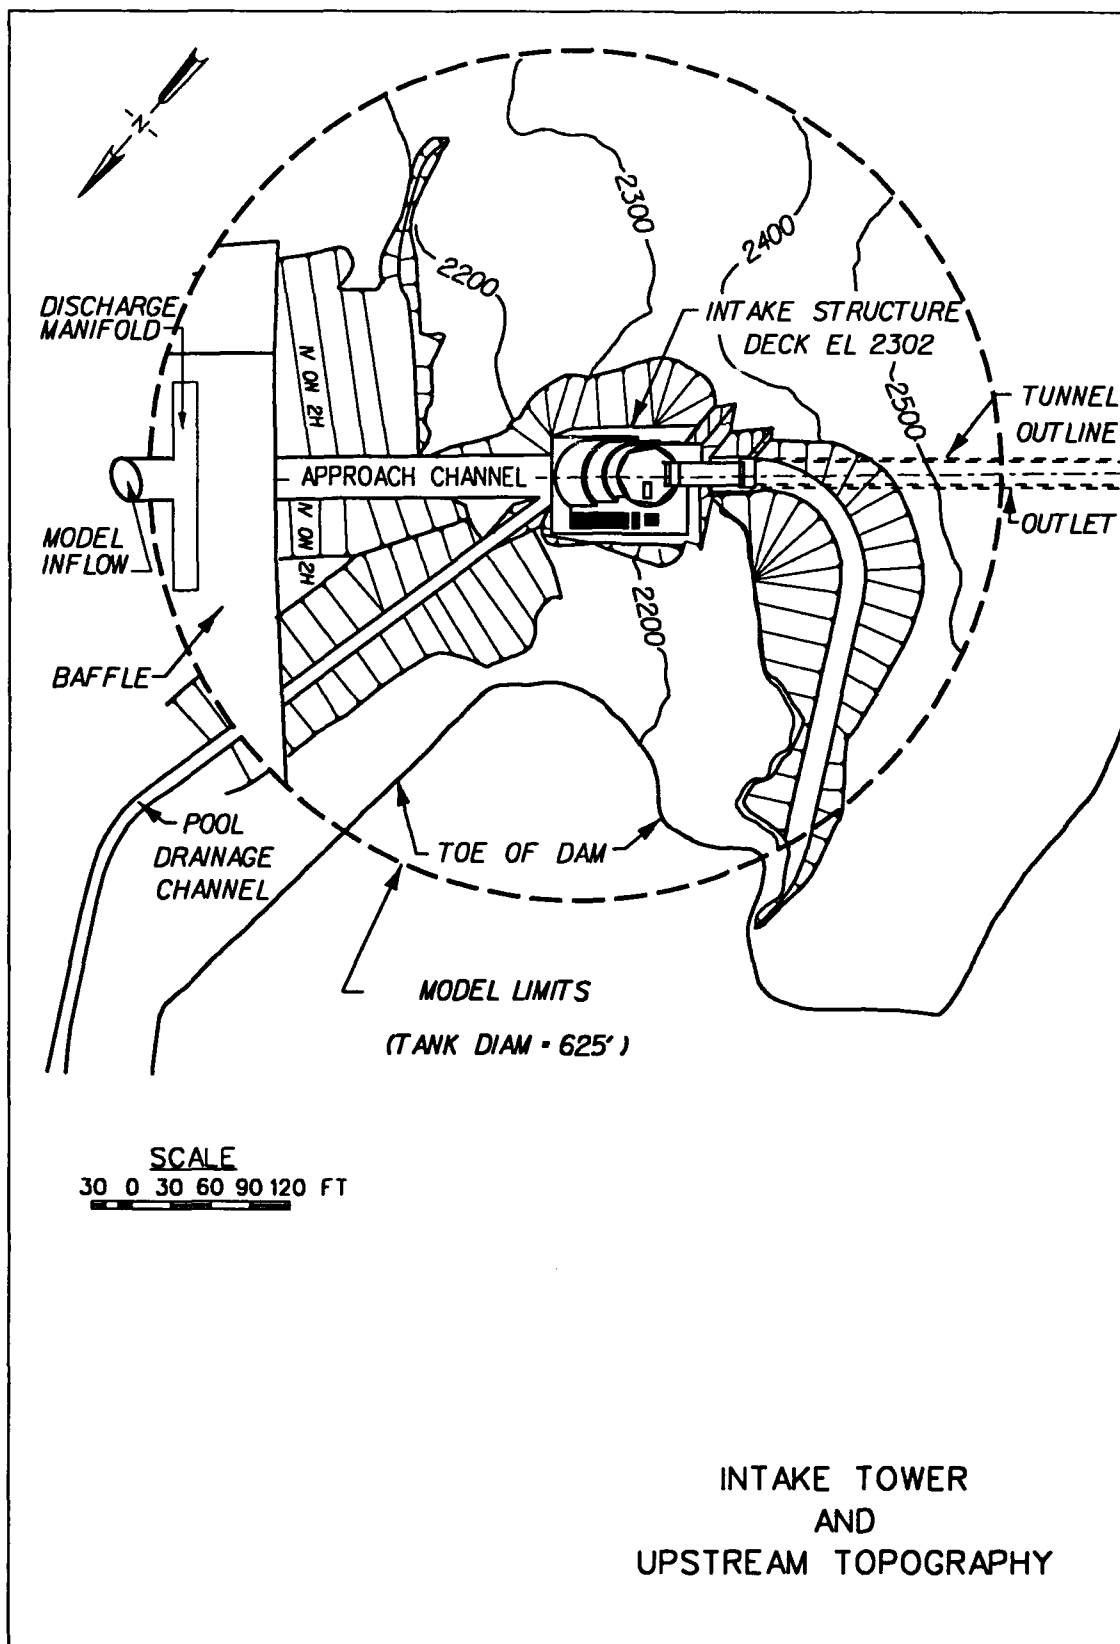 N
2300
2400
2200
DISCHARGE
MANIFOLD
INTAKE STRUCTURE
DECK EL 2302
IV ON 2H
2500
TUNNEL
OUTLINE
APPROACH CHANNEL
OUTLET
MODEL
INFLOW
IV ON 2H
2200
BAFFLE
POOL
DRAINAGE
CHANNEL
TOE OF DAM
MODEL LIMITS
(TANK DIAM = 625')
SCALE
30 0 30 60 90 120 FT
INTAKE TOWER
AND
UPSTREAM TOPOGRAPHY